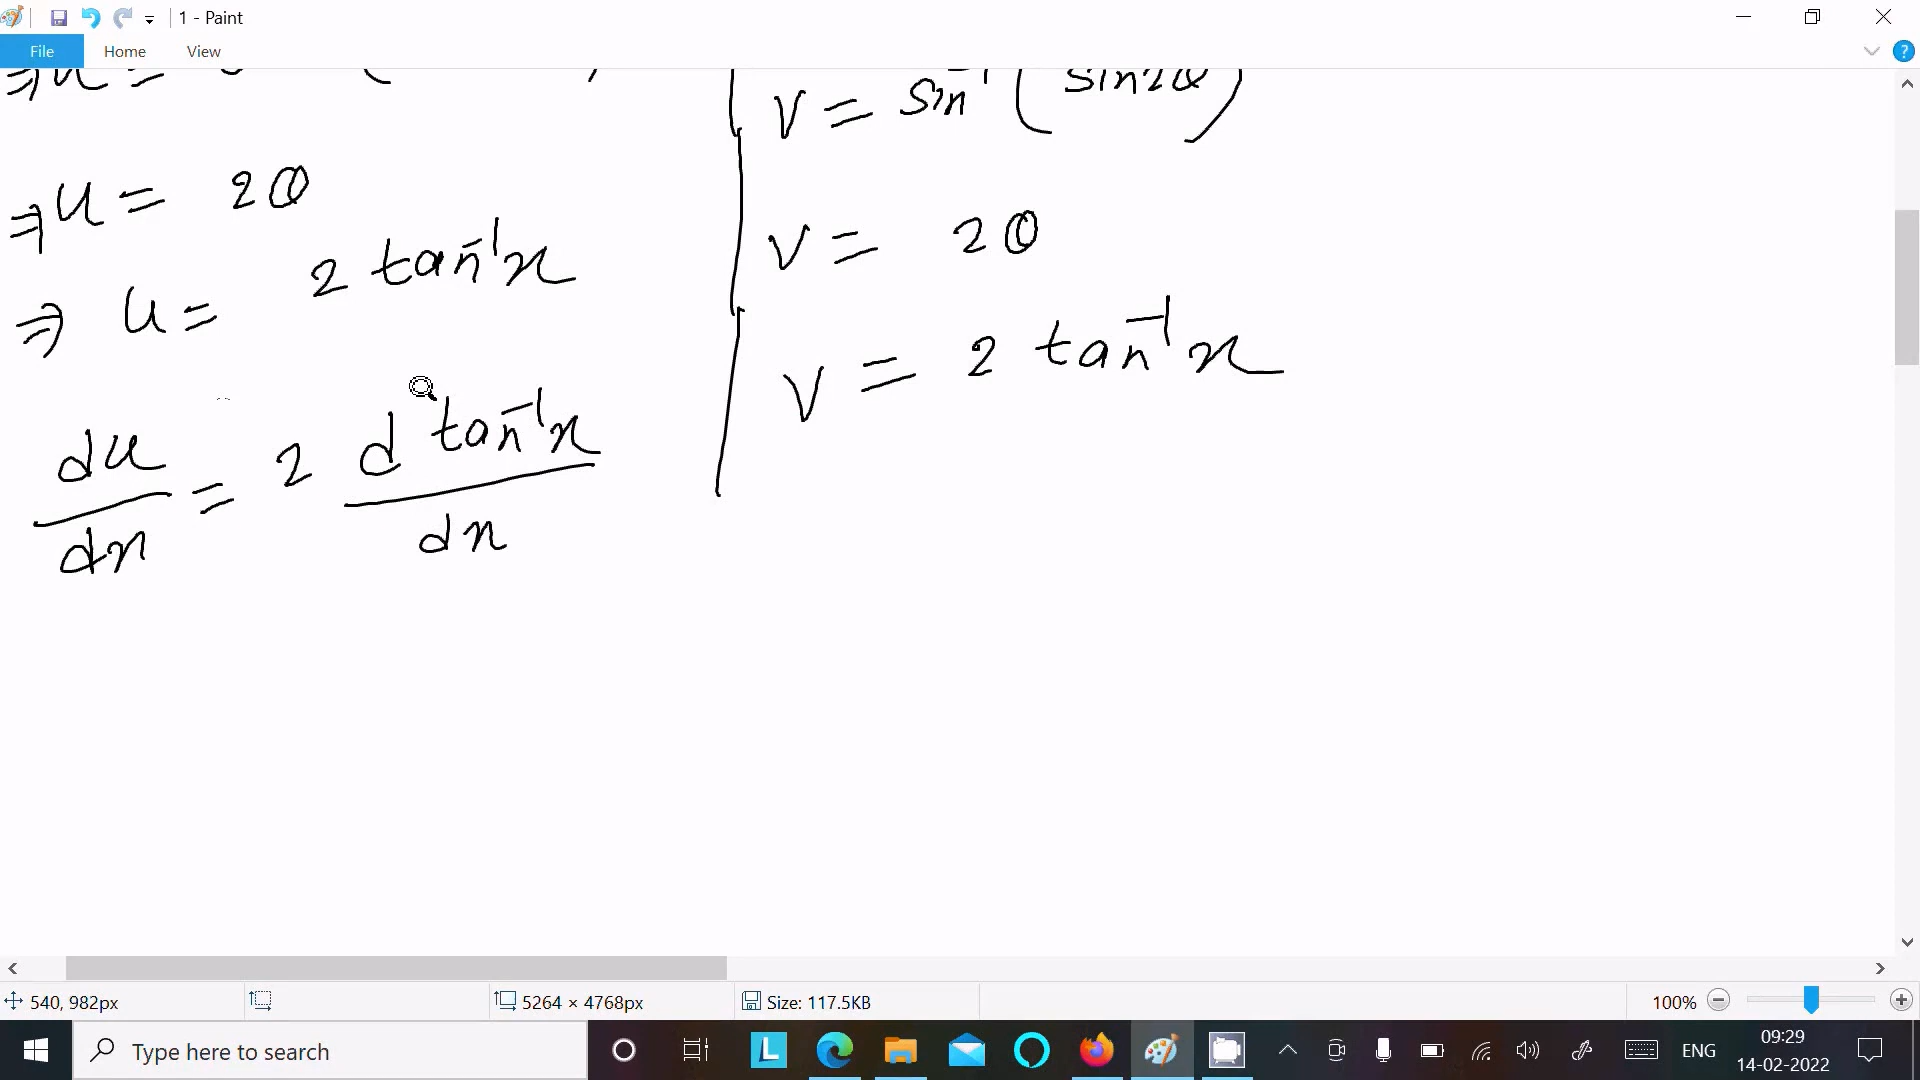 1 - Paint
File Home View
⇒u =
⇒u = 2θ
⇒ u = 2 tan⁻¹x
du/dx = 2 d tan⁻¹x/dx
v = sin⁻¹ (sin2θ)
v = 2θ
v = 2 tan⁻¹x
540, 982px 5264 × 4768px Size: 117.5KB 100%
Type here to search L ENG 09:29
14-02-2022